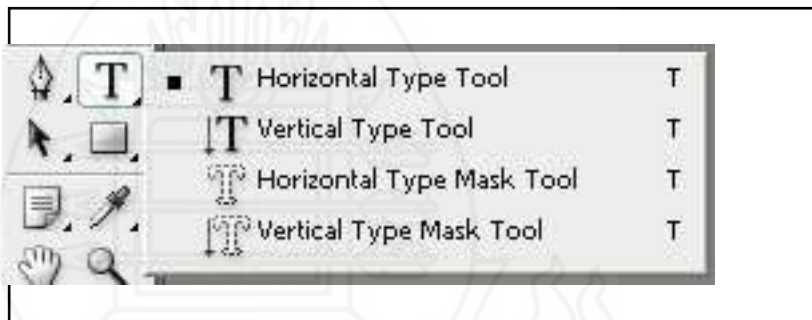 T Horizontal Type Tool T
T Vertical Type Tool T
T Horizontal Type Mask Tool T
T Vertical Type Mask Tool T